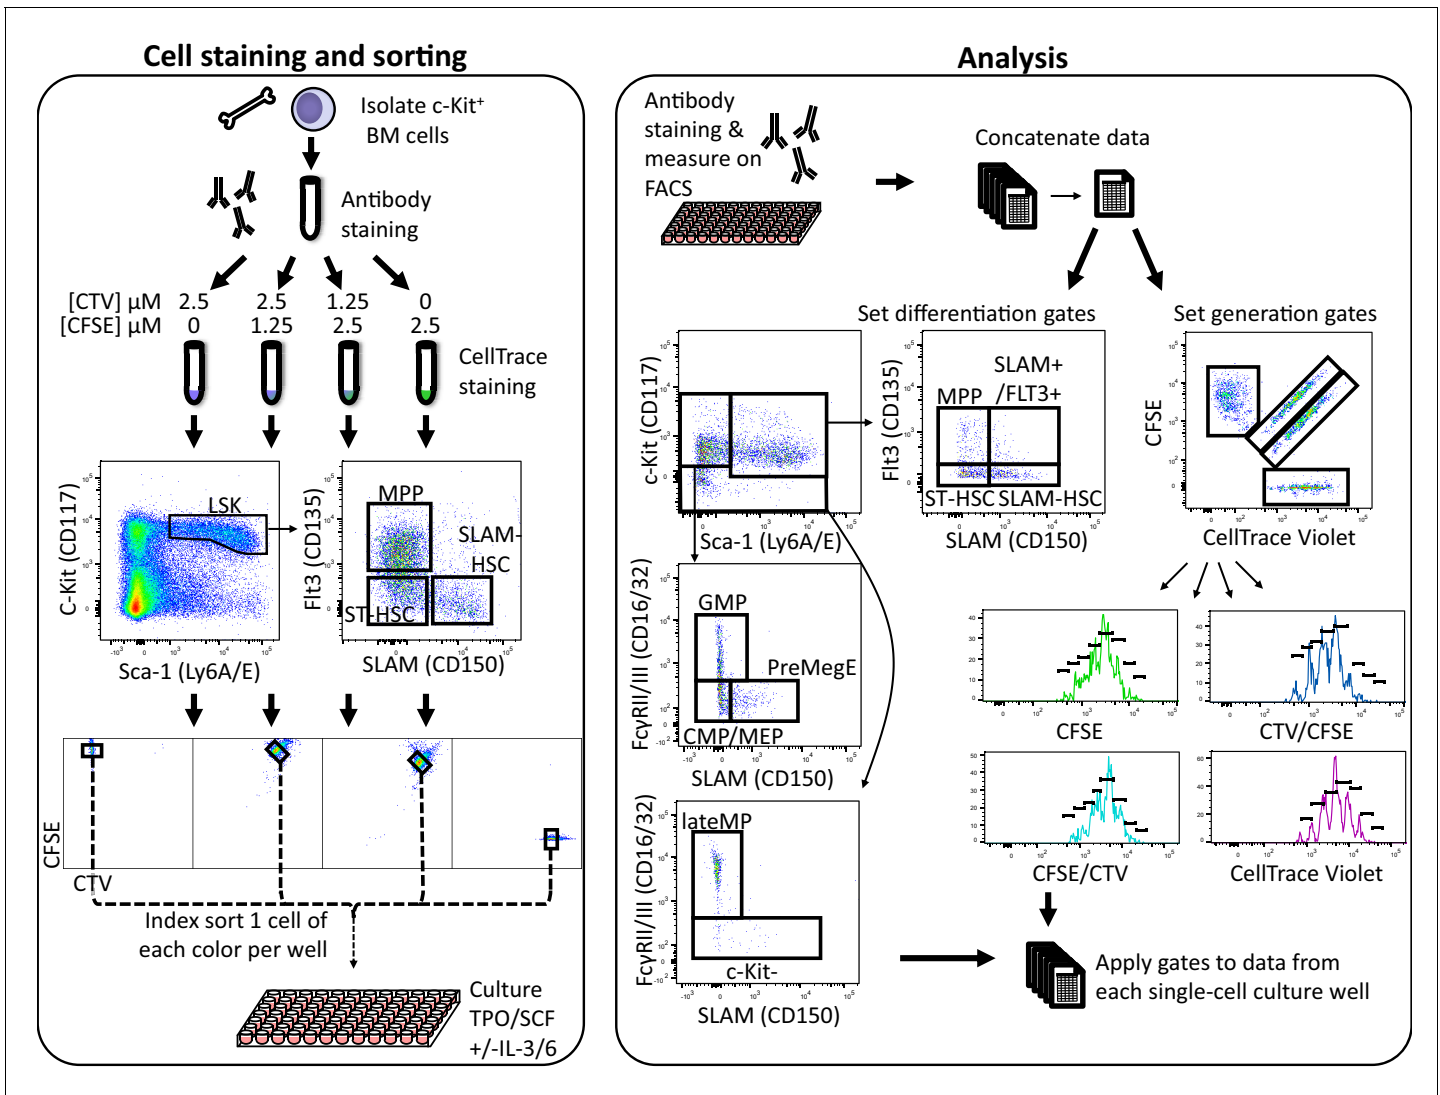 Cell staining and sorting
Isolate c-Kit⁺
BM cells
Antibody
staining
[CTV] µM 2.5 2.5 1.25 0
[CFSE] µM 0 1.25 2.5 2.5
CellTrace
staining
C-Kit (CD117)
LSK
Sca-1 (Ly6A/E)
Flt3 (CD135)
MPP
SLAM-
HSC
ST-HSC
SLAM (CD150)
CFSE
CTV
Index sort 1 cell of
each color per well
Culture
TPO/SCF
+/-IL-3/6
Analysis
Antibody
staining &
measure on
FACS
Concatenate data
Set differentiation gates
Set generation gates
c-Kit (CD117)
Sca-1 (Ly6A/E)
Flt3 (CD135)
MPP
SLAM+
/FLT3+
ST-HSC
SLAM-HSC
SLAM (CD150)
CFSE
CellTrace Violet
FcγRII/III (CD16/32)
GMP
PreMegE
CMP/MEP
SLAM (CD150)
FcγRII/III (CD16/32)
lateMP
c-Kit-
SLAM (CD150)
CFSE
CTV/CFSE
CFSE/CTV
CellTrace Violet
Apply gates to data from
each single-cell culture well